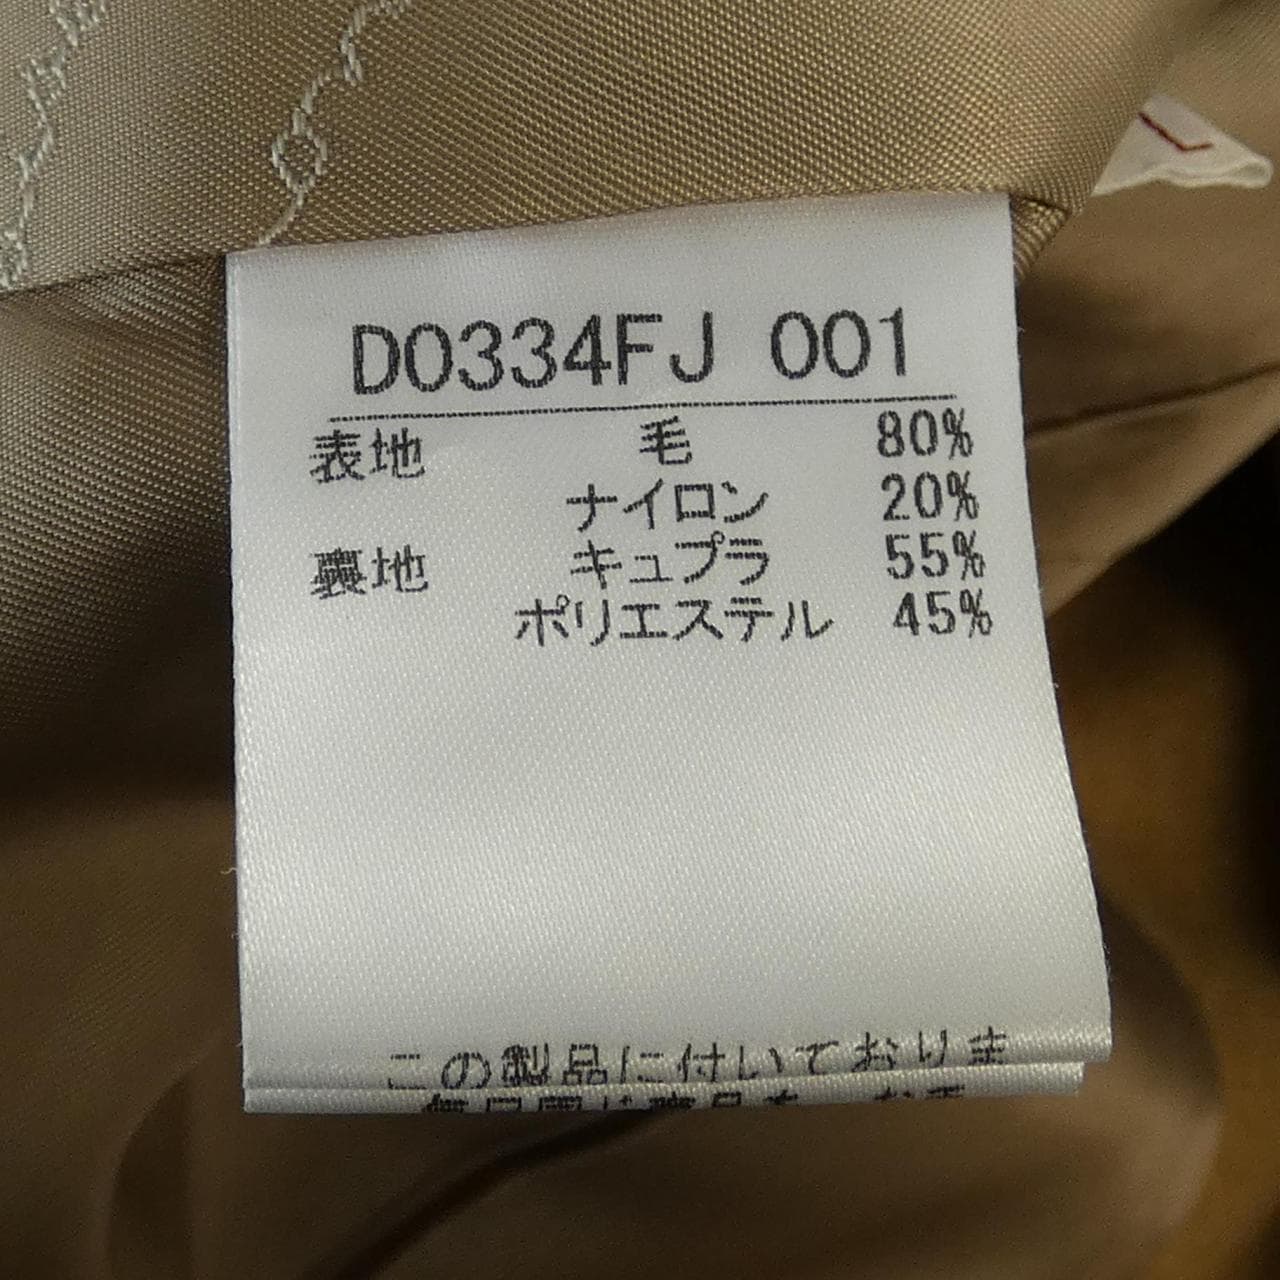 D0334FJ 001
表地 毛 80%
ナイロン 20%
裏地 キュプラ 55%
ポリエステル 45%
この製品に付いておりま
L